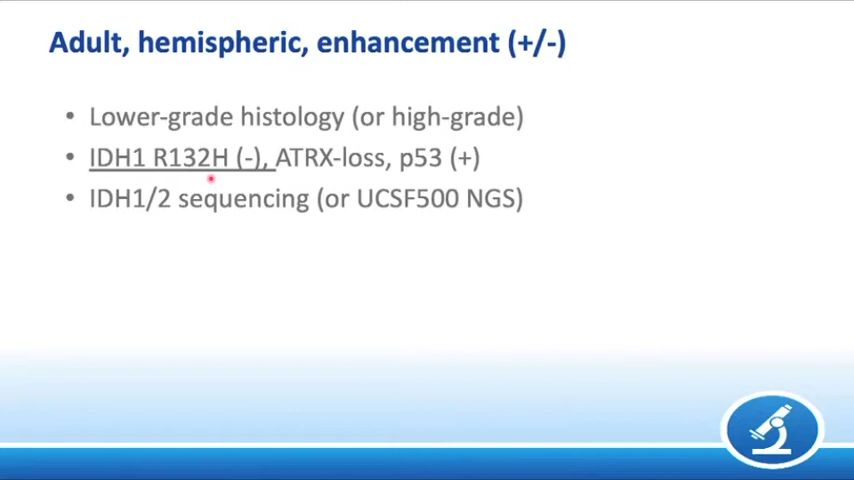 Adult, hemispheric, enhancement (+/-)
• Lower-grade histology (or high-grade)
• IDH1 R132H (-), ATRX-loss, p53 (+)
• IDH1/2 sequencing (or UCSF500 NGS)